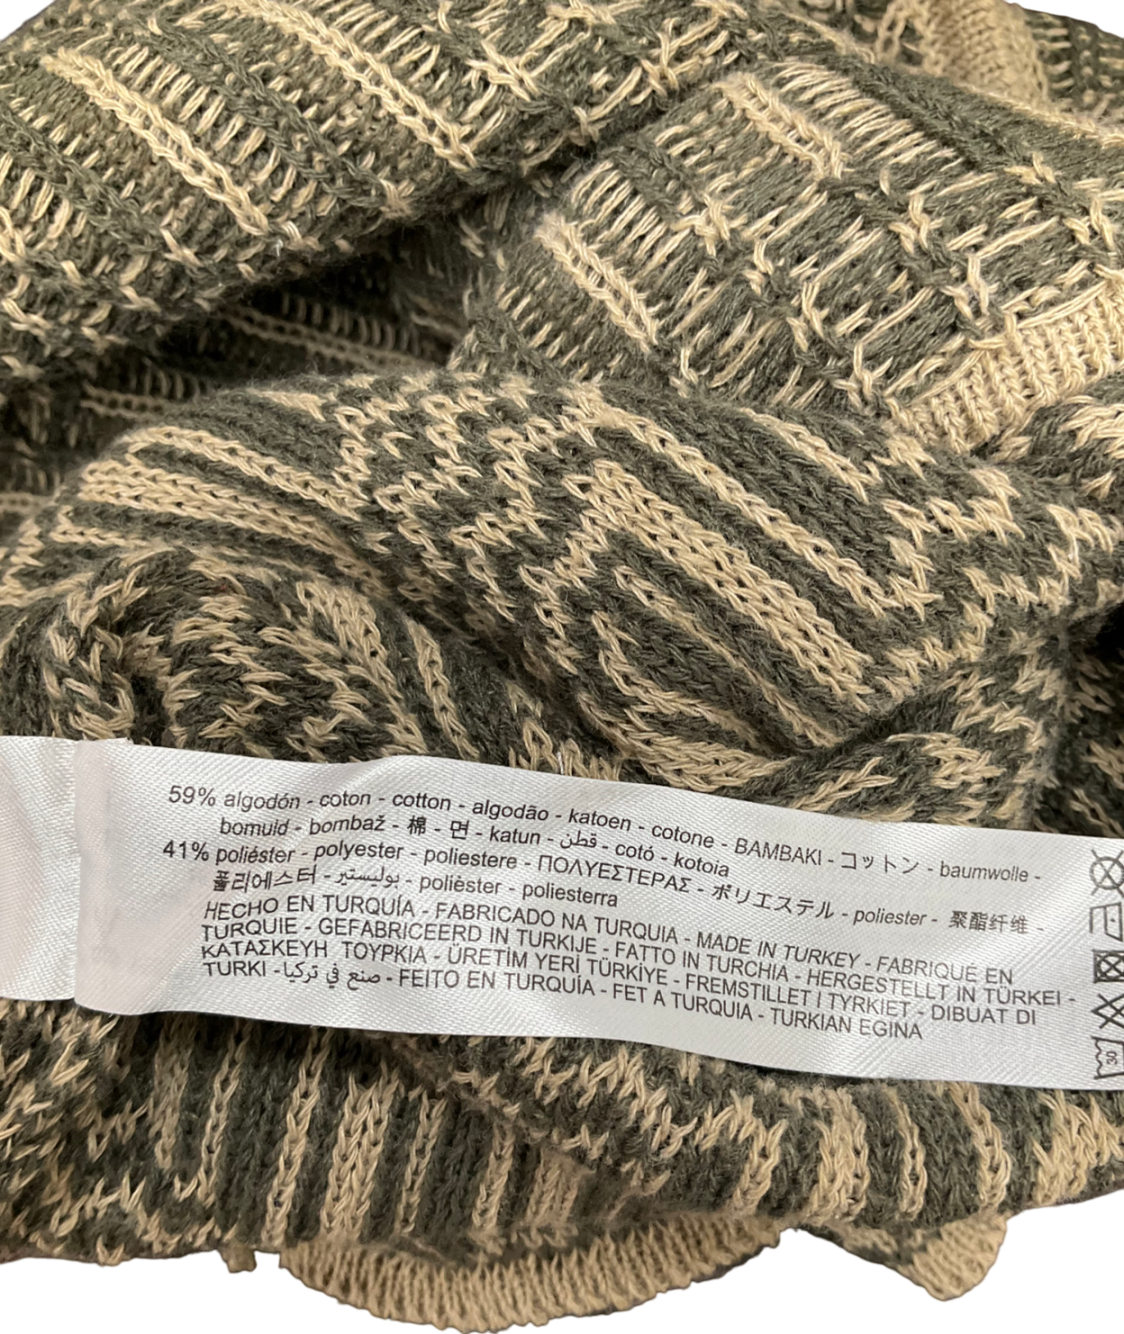 59% algodón - coton - cotton - algodão - katoen - cotone - BAMBAKI - コットン - baumwolle -
bomuld - bombaž - 棉 - 면 - katun - قطن - cotó - kotoia
41% poliéster - polyester - poliestere - ΠΟΛΥΕΣΤΕΡΑΣ - ポリエステル - poliester - 聚酯纤维 -
폴리에스터 - بوليستير - polièster - poliesterra
HECHO EN TURQUÍA - FABRICADO NA TURQUIA - MADE IN TURKEY - FABRIQUÉ EN
TURQUIE - GEFABRICEERD IN TURKIJE - FATTO IN TURCHIA - HERGESTELLT IN TÜRKEI -
ΚΑΤΑΣΚΕΥΗ ΤΟΥΡΚΙΑ - ÜRETİM YERİ TÜRKİYE - FREMSTILLET I TYRKIET - DIBUAT DI
TURKI - صنع في تركيا - FEITO EN TURQUÍA - FET A TURQUIA - TURKIAN EGINA
30